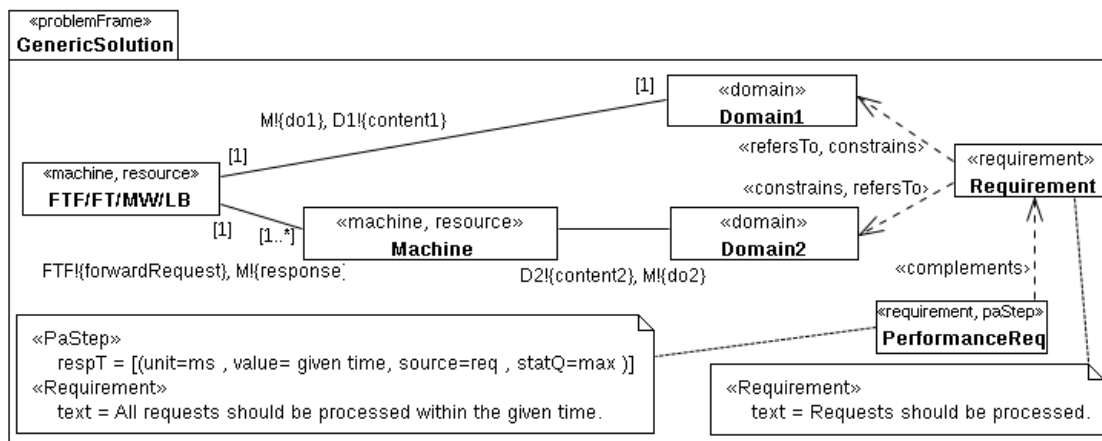 «problemFrame»
GenericSolution
[1]
«domain»
Domain1
M!{do1}, D1!{content1}
[1]
«refersTo, constrains»
«requirement»
Requirement
«machine, resource»
FTF/FT/MW/LB
«constrains, refersTo»
[1]
[1..*]
«machine, resource»
Machine
«domain»
Domain2
FTF!{forwardRequest}, M!{response}
D2!{content2}, M!{do2}
«complements»
«requirement, paStep»
PerformanceReq
«PaStep»
respT = [(unit=ms , value= given time, source=req , statQ=max )]
«Requirement»
text = All requests should be processed within the given time.
«Requirement»
text = Requests should be processed.